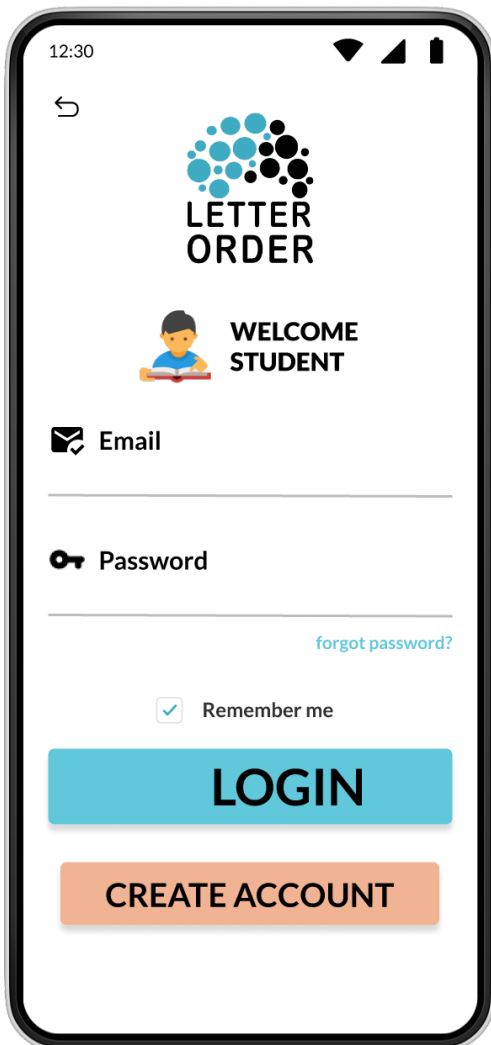 12:30
LETTER
ORDER
WELCOME
STUDENT
Email
Password
forgot password?
Remember me
LOGIN
CREATE ACCOUNT